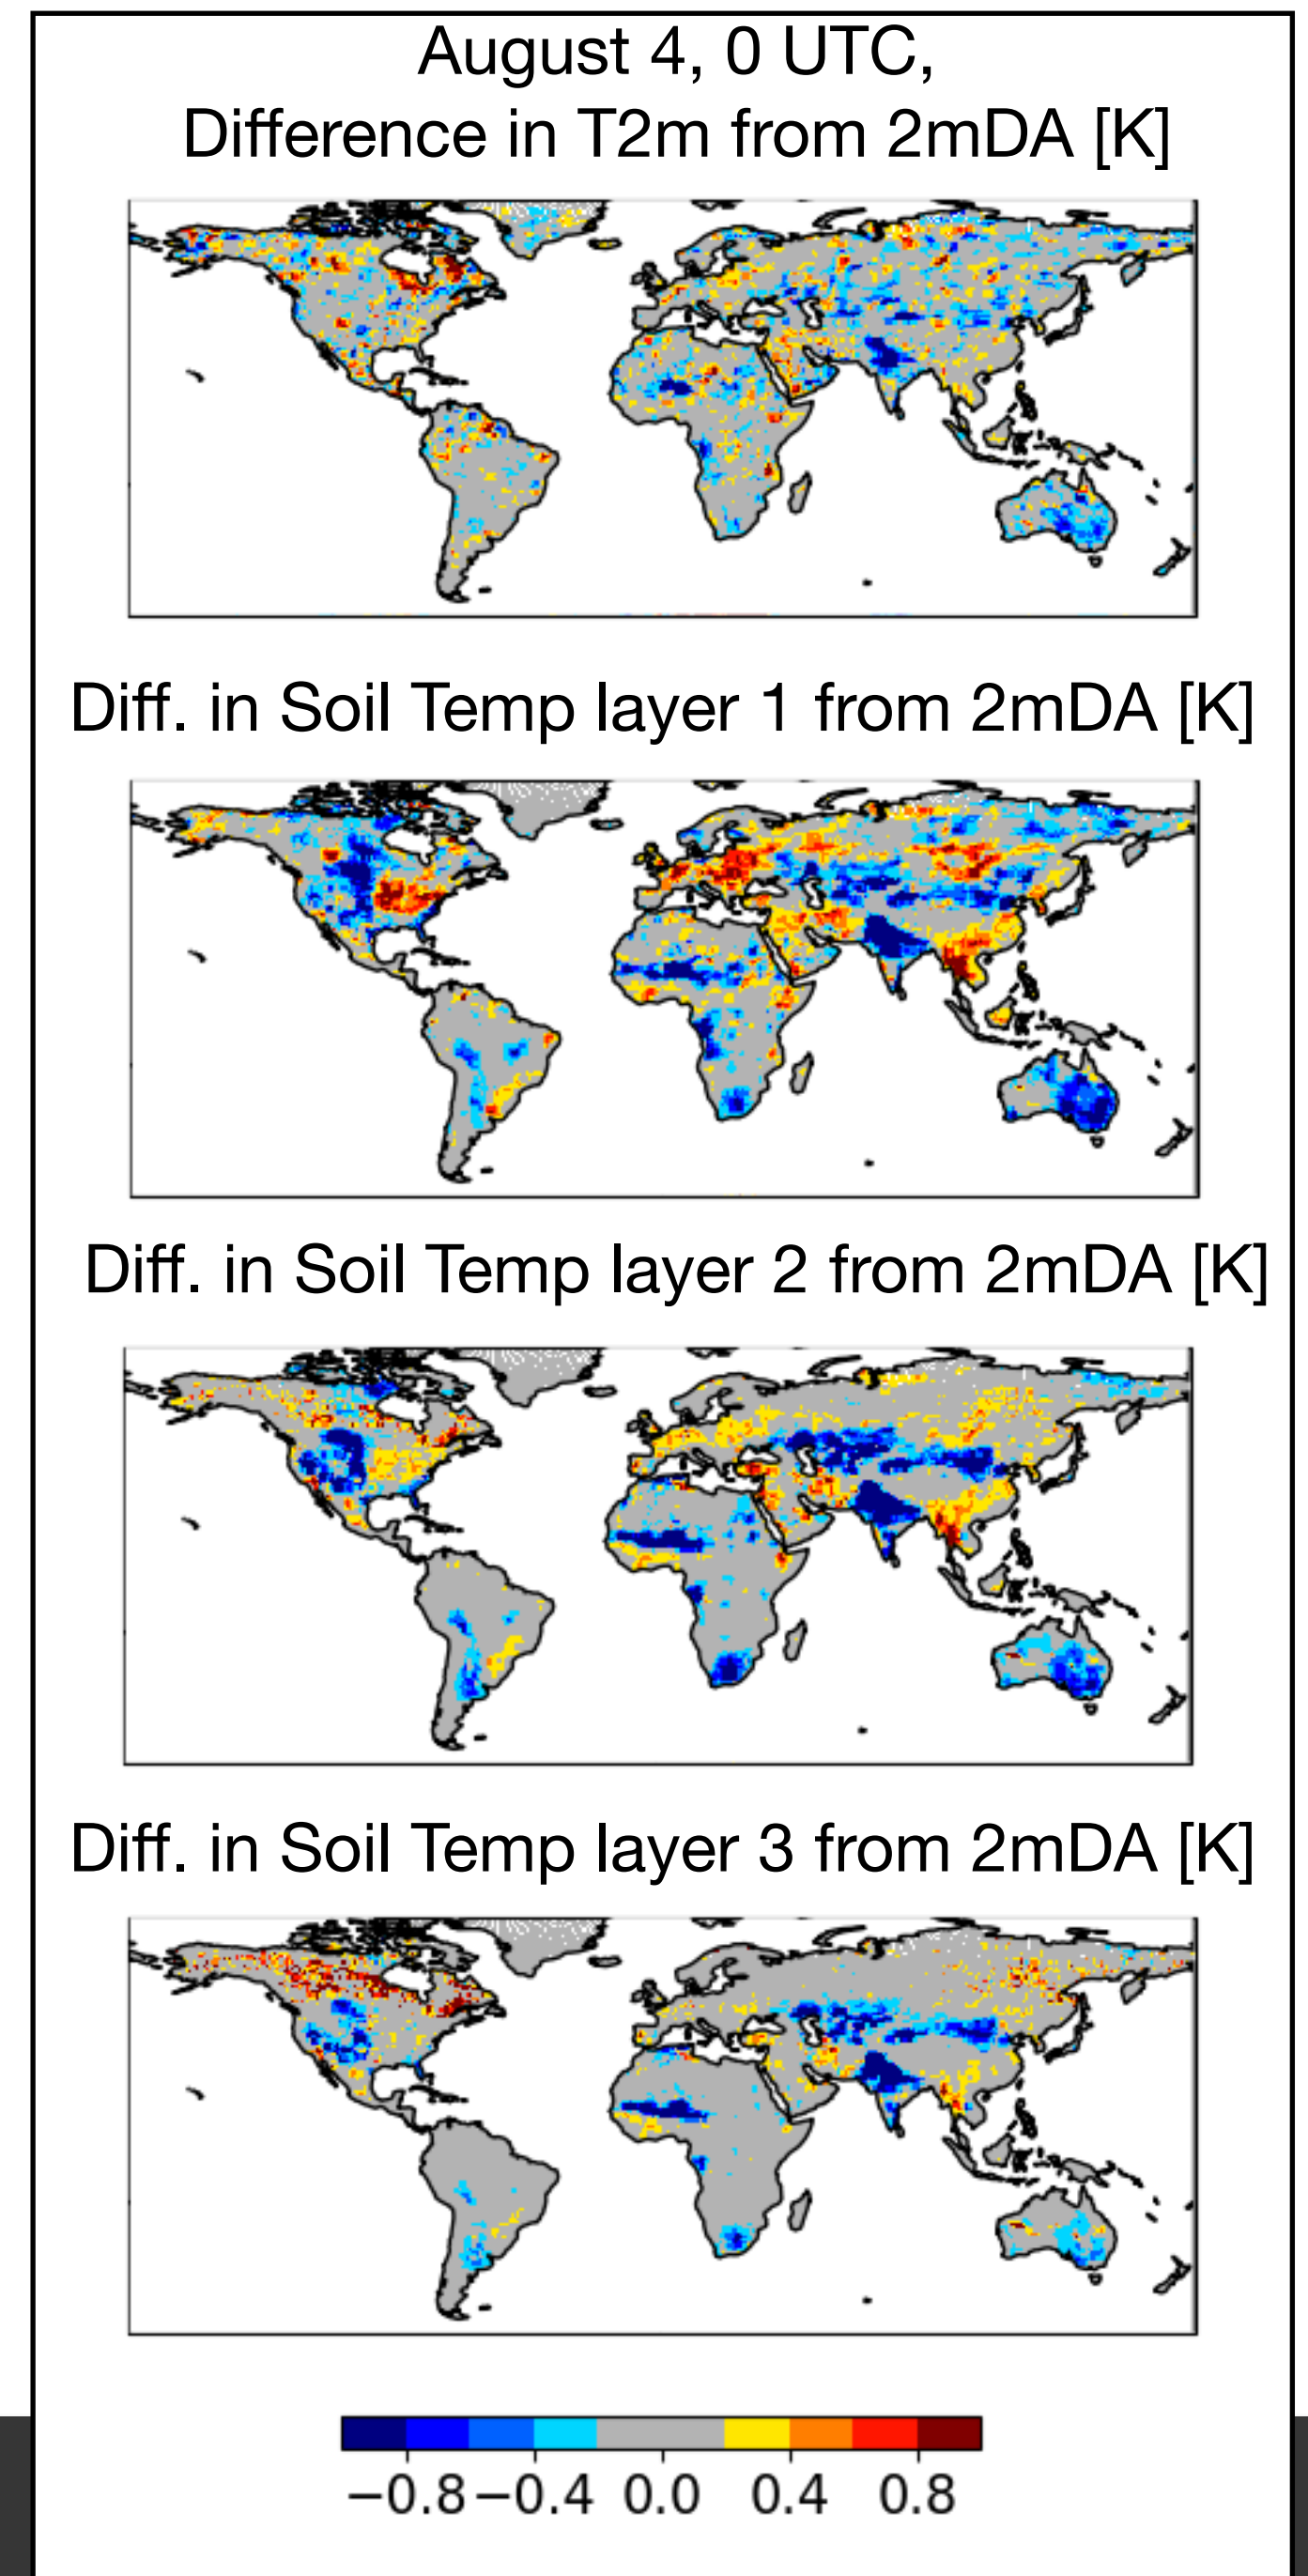 August 4, 0 UTC,
Difference in T2m from 2mDA [K]
Diff. in Soil Temp layer 1 from 2mDA [K]
Diff. in Soil Temp layer 2 from 2mDA [K]
Diff. in Soil Temp layer 3 from 2mDA [K]
−0.8 −0.4 0.0 0.4 0.8